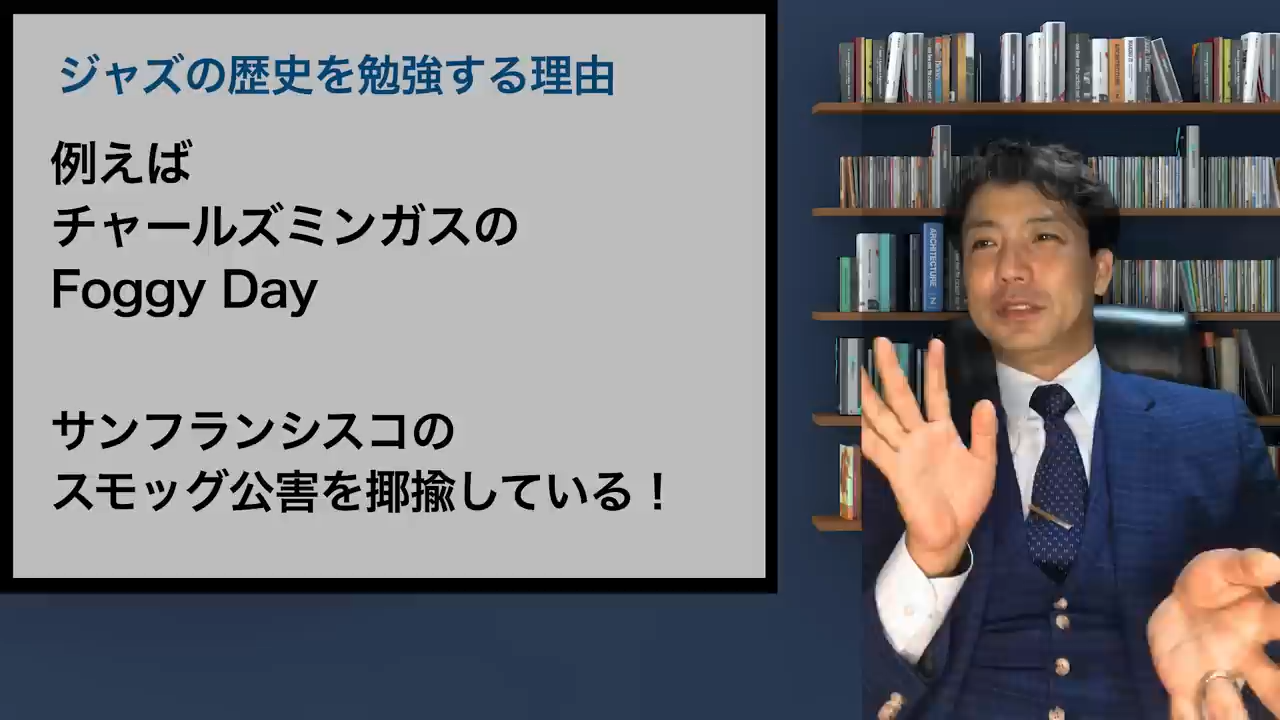 ジャズの歴史を勉強する理由
例えば
チャールズミンガスの
Foggy Day
サンフランシスコの
スモッグ公害を揶揄している！
ARCHITECTURE